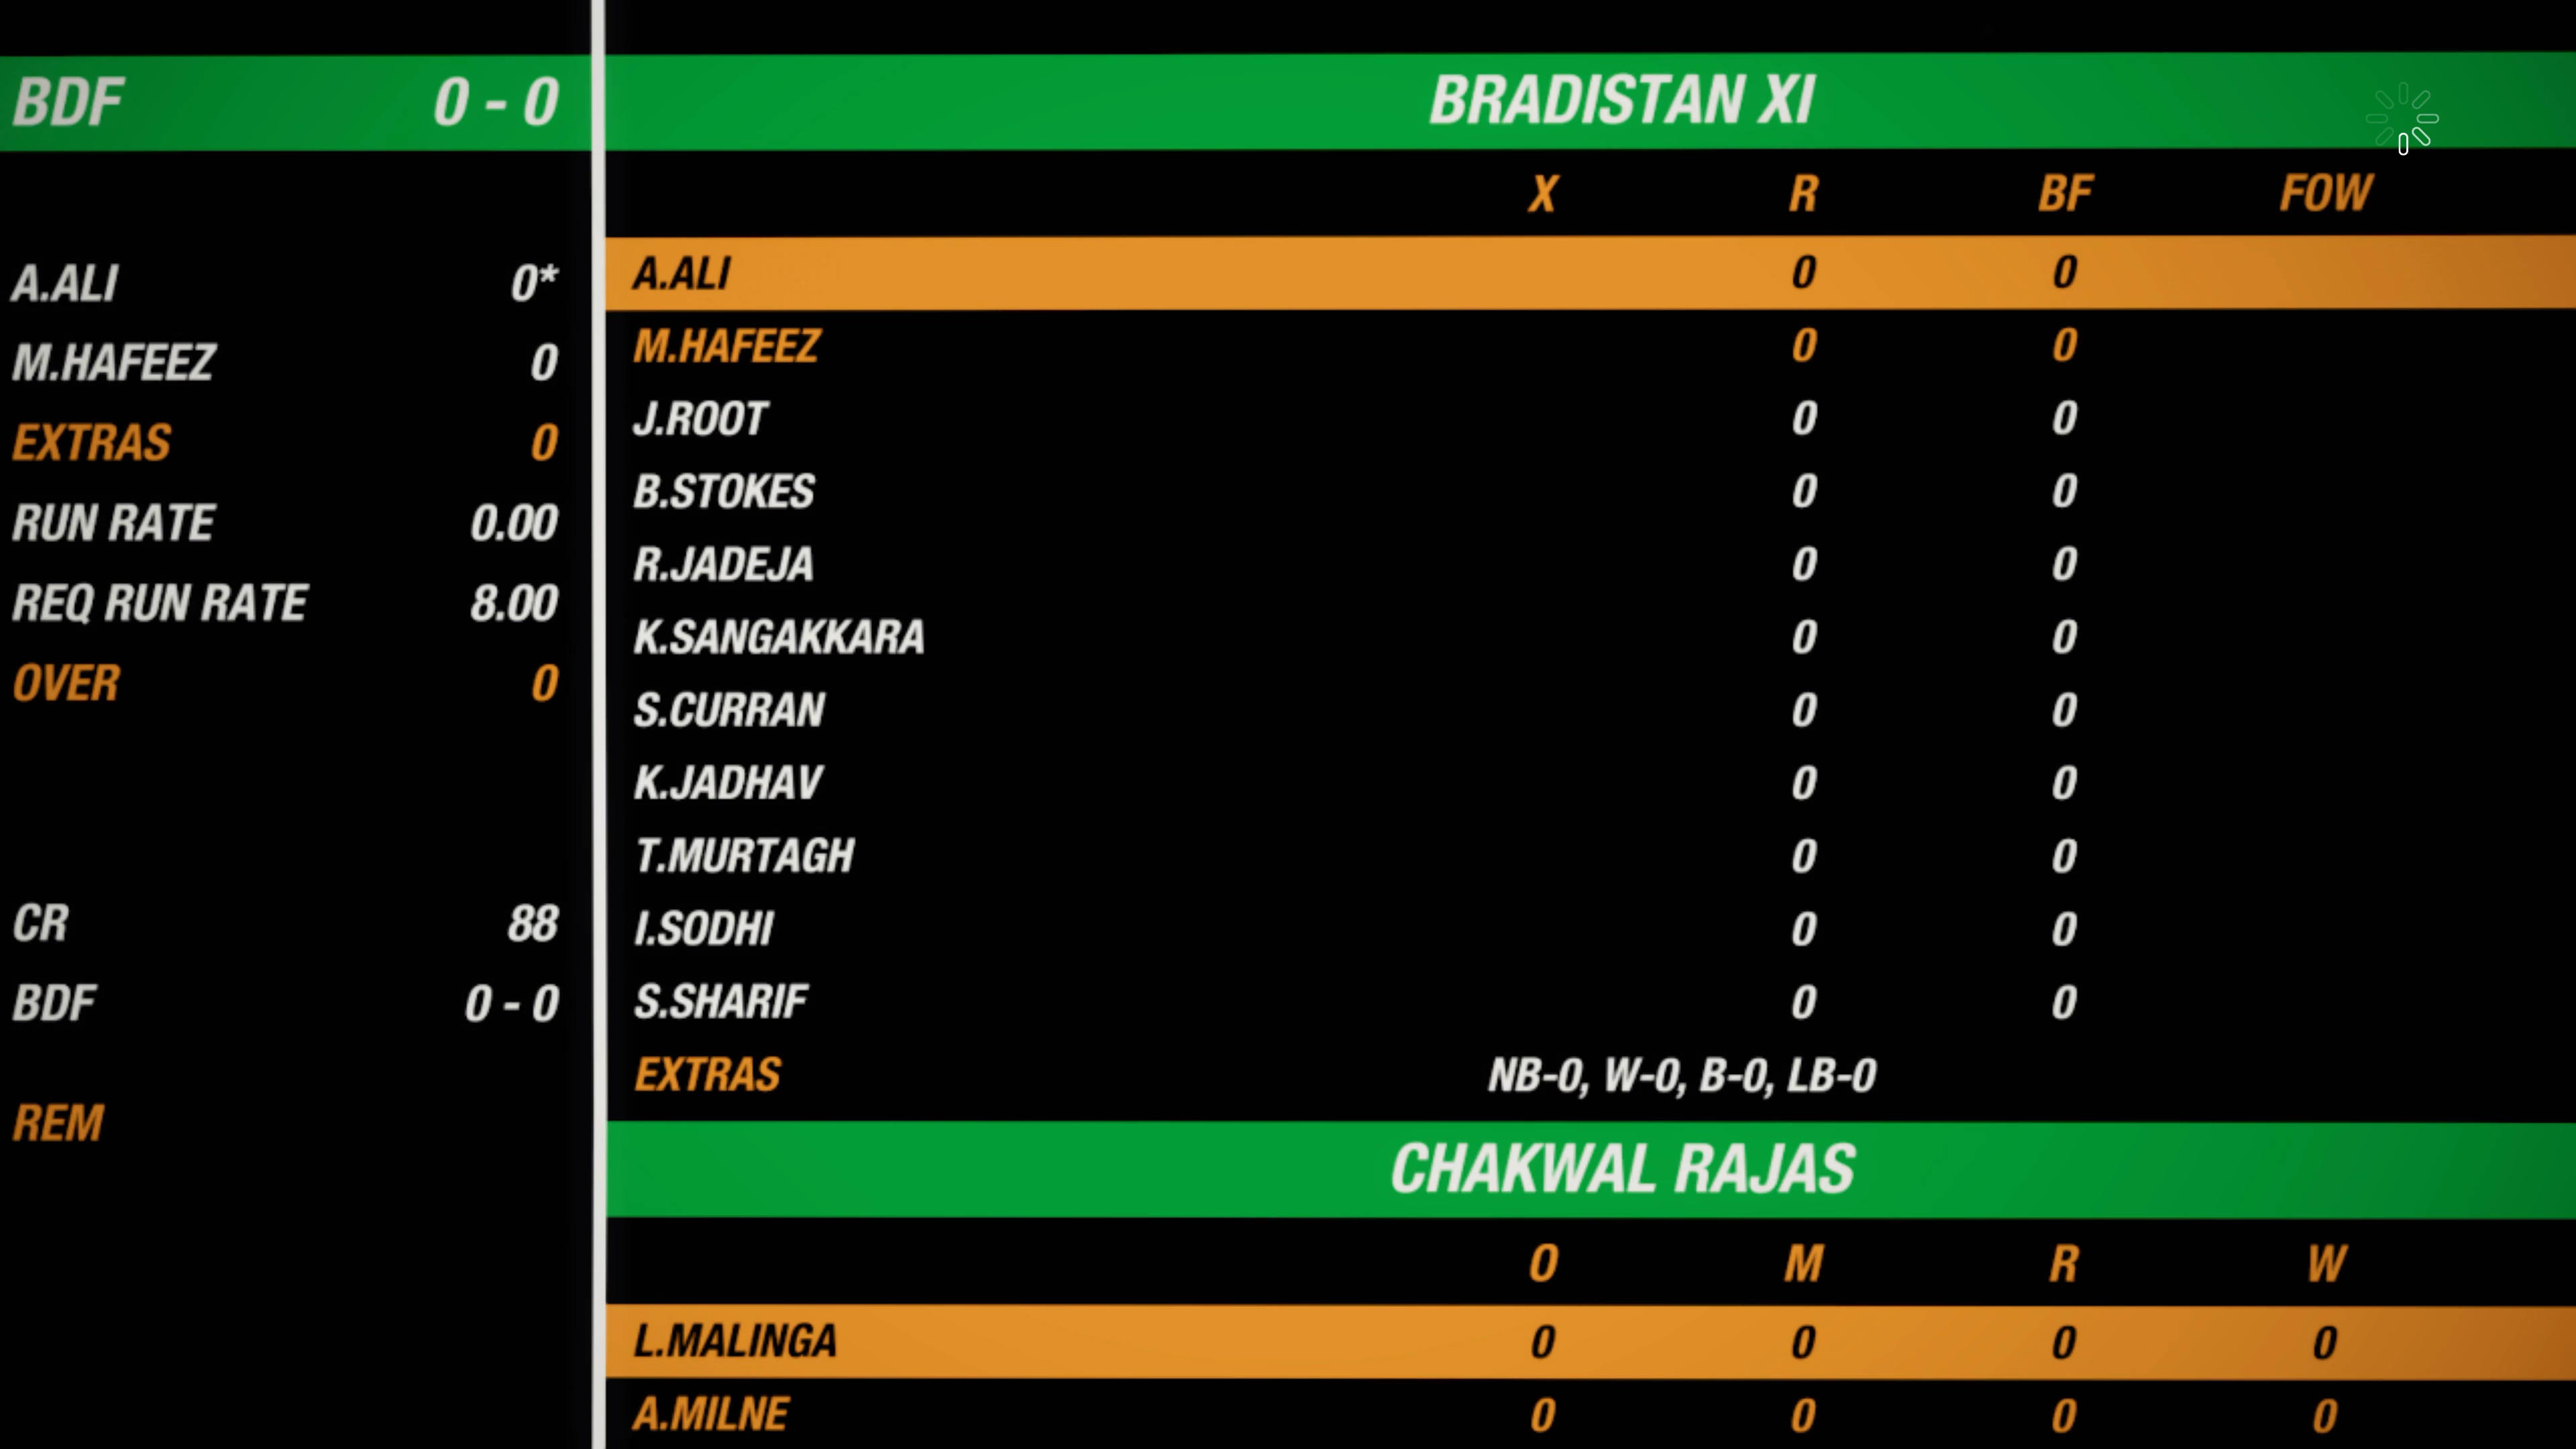 BDF 0 - 0
A.ALI 0*
M.HAFEEZ 0
EXTRAS 0
RUN RATE 0.00
REQ RUN RATE 8.00
OVER 0
CR 88
BDF 0 - 0
REM
BRADISTAN XI
X R BF FOW
A.ALI 0 0
M.HAFEEZ 0 0
J.ROOT 0 0
B.STOKES 0 0
R.JADEJA 0 0
K.SANGAKKARA 0 0
S.CURRAN 0 0
K.JADHAV 0 0
T.MURTAGH 0 0
I.SODHI 0 0
S.SHARIF 0 0
EXTRAS NB-0, W-0, B-0, LB-0
CHAKWAL RAJAS
O M R W
L.MALINGA 0 0 0 0
A.MILNE 0 0 0 0